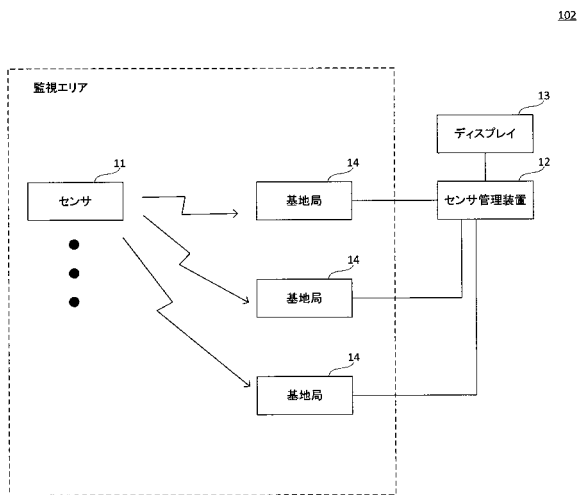 102
監視エリア
13
ディスプレイ
11
センサ
14
基地局
12
センサ管理装置
14
基地局
14
基地局